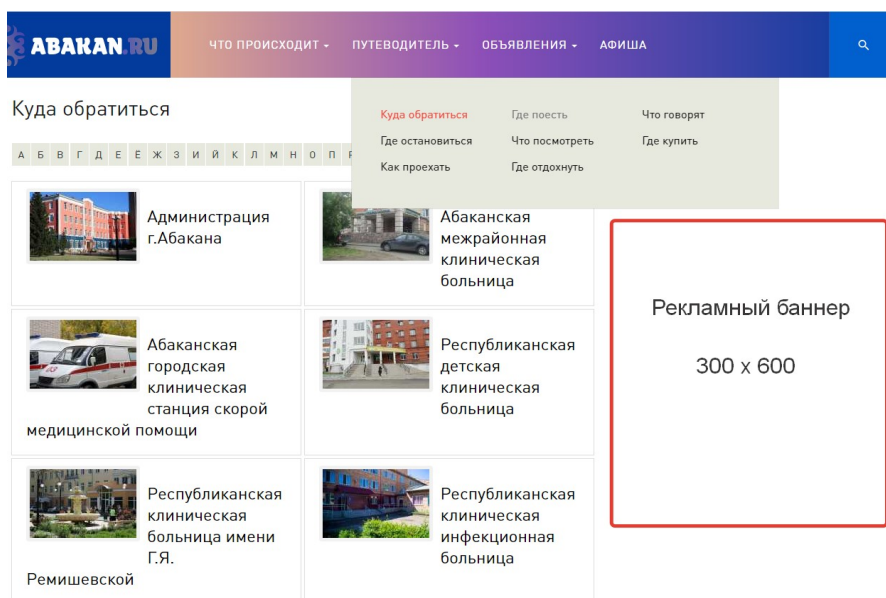 ABAKAN.RU
ЧТО ПРОИСХОДИТ
ПУТЕВОДИТЕЛЬ
ОБЪЯВЛЕНИЯ
АФИША
Куда обратиться
Куда обратиться
Где поесть
Что говорят
Где остановиться
Что посмотреть
Где купить
Как проехать
Где отдохнуть
А Б В Г Д Е Ё Ж З И Й К Л М Н О П
Администрация
г.Абакана
Абаканская
межрайонная
клиническая
больница
Абаканская
городская
клиническая
станция скорой
медицинской помощи
Республиканская
детская
клиническая
больница
Республиканская
клиническая
больница имени
Г.Я.
Ремишевской
Республиканская
клиническая
инфекционная
больница
Рекламный баннер
300 x 600